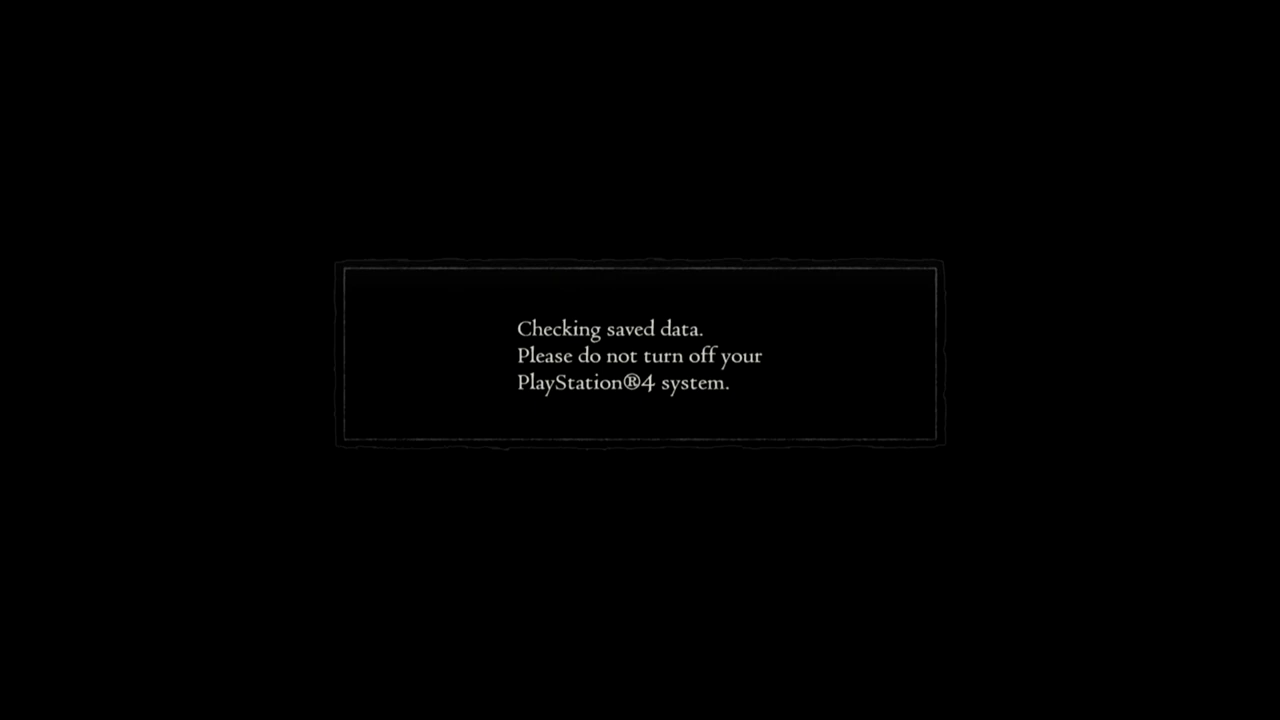 Checking saved data.
Please do not turn off your
PlayStation®4 system.